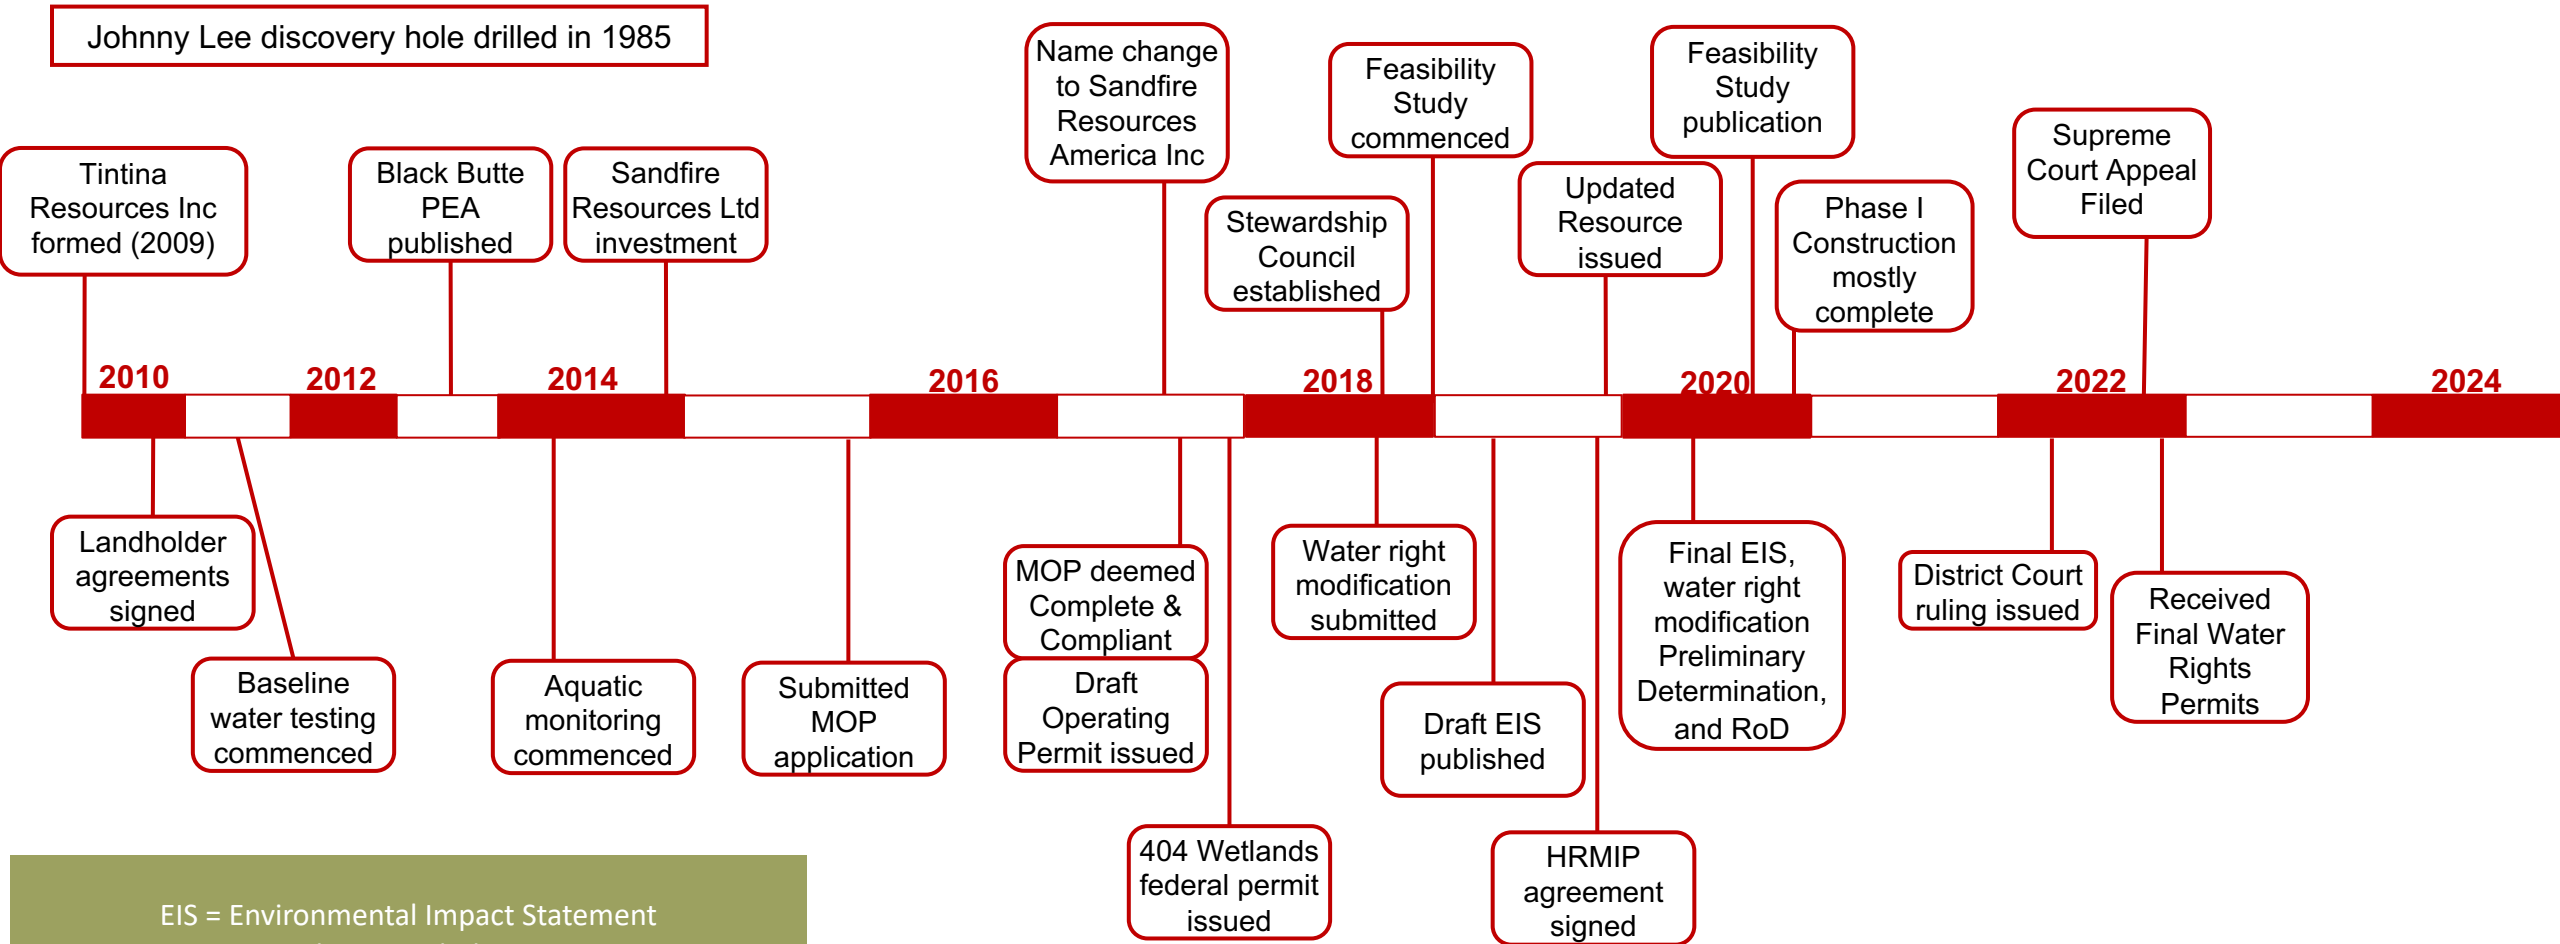 Johnny Lee discovery hole drilled in 1985
Name change
to Sandfire
Resources
America Inc
Feasibility
Study
commenced
Feasibility
Study
publication
Supreme
Court Appeal
Filed
Tintina
Resources Inc
formed (2009)
Black Butte
PEA
published
Sandfire
Resources Ltd
investment
Stewardship
Council
established
Updated
Resource
issued
Phase I
Construction
mostly
complete
2010
2012
2014
2016
2018
2020
2022
2024
Landholder
agreements
signed
Baseline
water testing
commenced
Aquatic
monitoring
commenced
Submitted
MOP
application
MOP deemed
Complete &
Compliant
Draft
Operating
Permit issued
404 Wetlands
federal permit
issued
Water right
modification
submitted
Draft EIS
published
HRMIP
agreement
signed
Final EIS,
water right
modification
Preliminary
Determination,
and RoD
District Court
ruling issued
Received
Final Water
Rights
Permits
EIS = Environmental Impact Statement